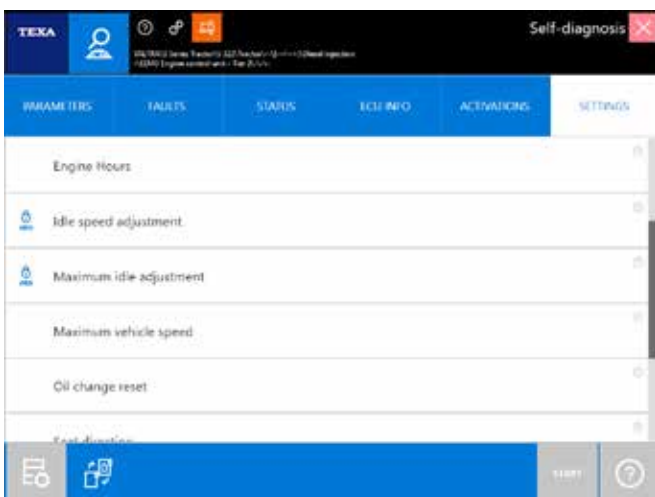 TEXA
Self-diagnosis
PARAMETERS FAULTS STATUS ECU INFO ACTIVATIONS SETTINGS
Engine Hours
Idle speed adjustment
Maximum idle adjustment
Maximum vehicle speed
Oil change reset
START